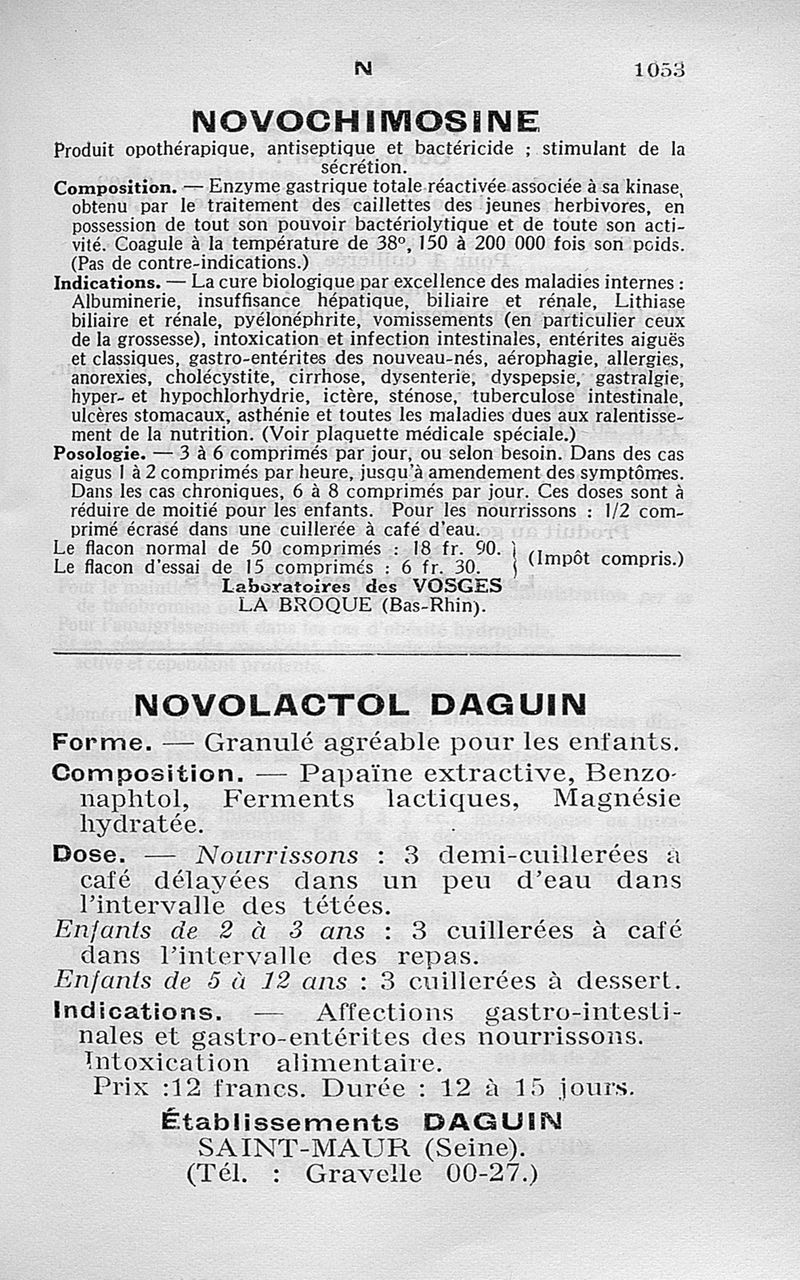 N 1053
NOVOCHIMOSINE
Produit opothérapique, antiseptique et bactéricide ; stimulant de la
sécrétion.
Composition. — Enzyme gastrique totale réactivée associée à sa kinase,
obtenu par le traitement des caillettes des jeunes herbivores, en
possession de tout son pouvoir bactériolytique et de toute son acti-
vité. Coagule à la température de 38°, 150 à 200 000 fois son poids.
(Pas de contre-indications.)
Indications. — La cure biologique par excellence des maladies internes :
Albuminerie, insuffisance hépatique, biliaire et rénale, Lithiase
biliaire et rénale, pyélonéphrite, vomissements (en particulier ceux
de la grossesse), intoxication et infection intestinales, entérites aiguës
et classiques, gastro-entérites des nouveau-nés, aérophagie, allergies,
anorexies, cholécystite, cirrhose, dysenterie, dyspepsie, gastralgie,
hyper- et hypochlorhydrie, ictère, sténose, tuberculose intestinale,
ulcères stomacaux, asthénie et toutes les maladies dues aux ralentisse-
ment de la nutrition. (Voir plaquette médicale spéciale.)
Posologie. — 3 à 6 comprimés par jour, ou selon besoin. Dans des cas
aigus 1 à 2 comprimés par heure, jusqu'à amendement des symptômes.
Dans les cas chroniques, 6 à 8 comprimés par jour. Ces doses sont à
réduire de moitié pour les enfants. Pour les nourrissons : 1/2 com-
primé écrasé dans une cuillerée à café d'eau.
Le flacon normal de 50 comprimés : 18 fr. 90. } (Impôt compris.)
Le flacon d'essai de 15 comprimés : 6 fr. 30.
Laboratoires des VOSGES
LA BROQUE (Bas-Rhin).
NOVOLACTOL DAGUIN
Forme. — Granulé agréable pour les enfants.
Composition. — Papaïne extractive, Benzo-
naphtol, Ferments lactiques, Magnésie
hydratée.
Dose. — Nourrissons : 3 demi-cuillerées à
café délayées dans un peu d'eau dans
l'intervalle des tétées.
Enfants de 2 à 3 ans : 3 cuillerées à café
dans l'intervalle des repas.
Enfants de 5 à 12 ans : 3 cuillerées à dessert.
Indications. — Affections gastro-intesti-
nales et gastro-entérites des nourrissons.
Intoxication alimentaire.
Prix :12 francs. Durée : 12 à 15 jours.
Établissements DAGUIN
SAINT-MAUR (Seine).
(Tél. : Gravelle 00-27.)